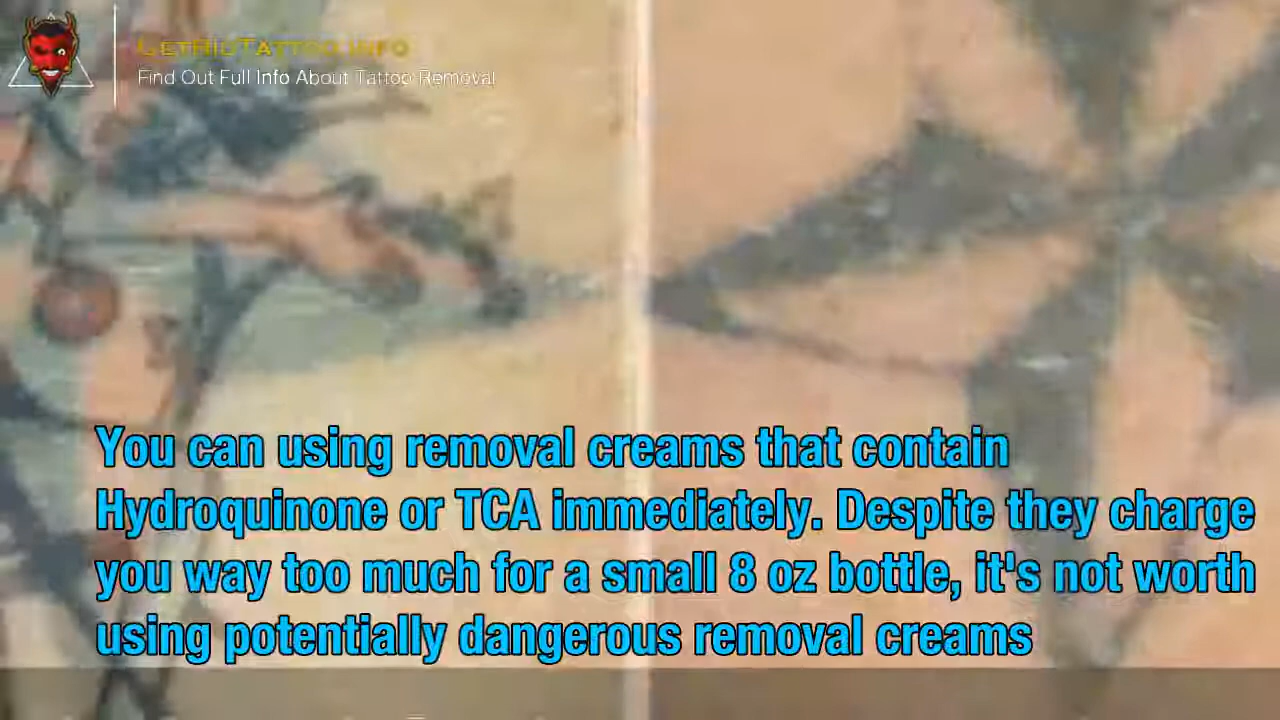 GetRidTattoo.info
Find Out Full Info About Tattoo Removal
You can using removal creams that contain
Hydroquinone or TCA immediately. Despite they charge
you way too much for a small 8 oz bottle, it's not worth
using potentially dangerous removal creams